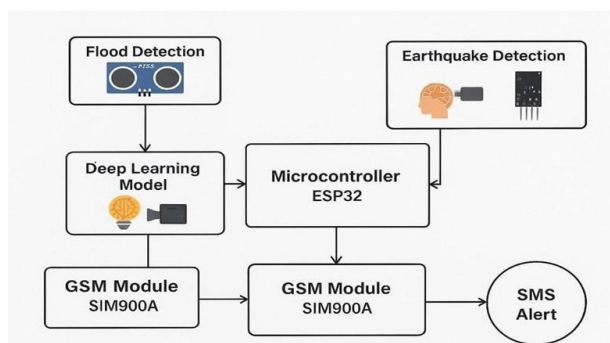 Flood Detection
Earthquake Detection
Deep Learning
Model
Microcontroller
ESP32
GSM Module
SIM900A
GSM Module
SIM900A
SMS
Alert